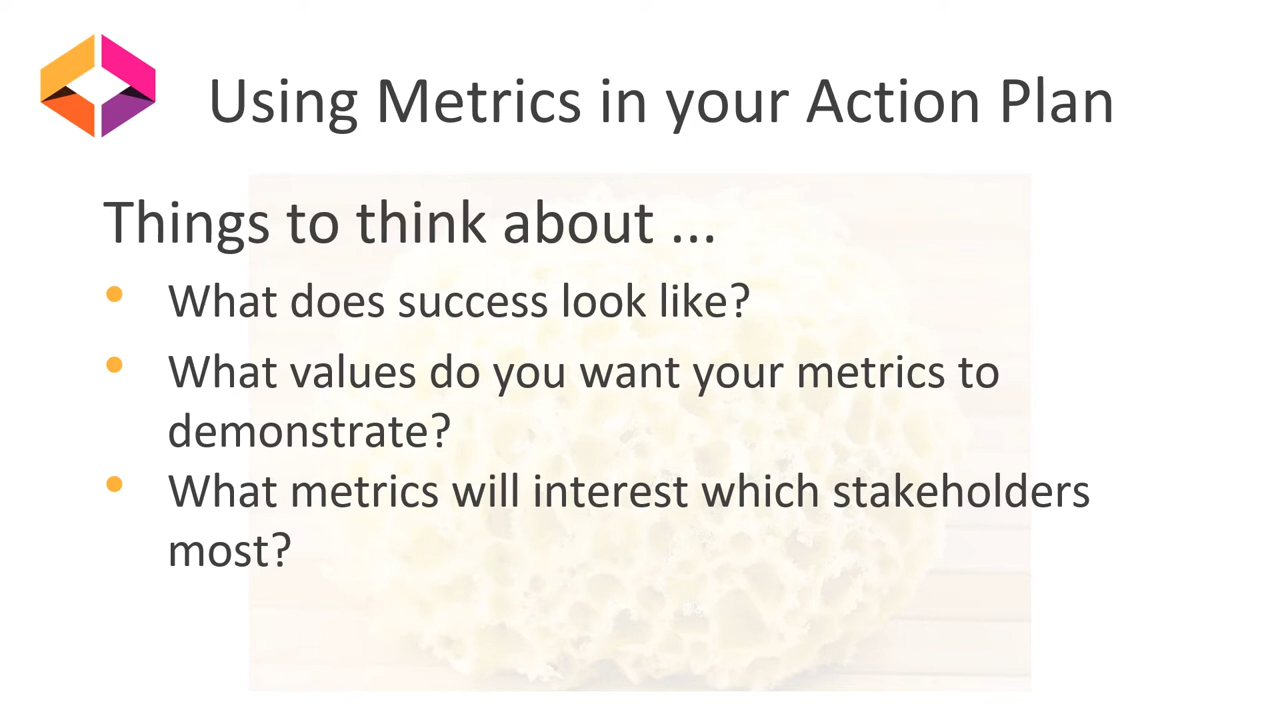 Using Metrics in your Action Plan
Things to think about ...
• What does success look like?
• What values do you want your metrics to
demonstrate?
• What metrics will interest which stakeholders
most?